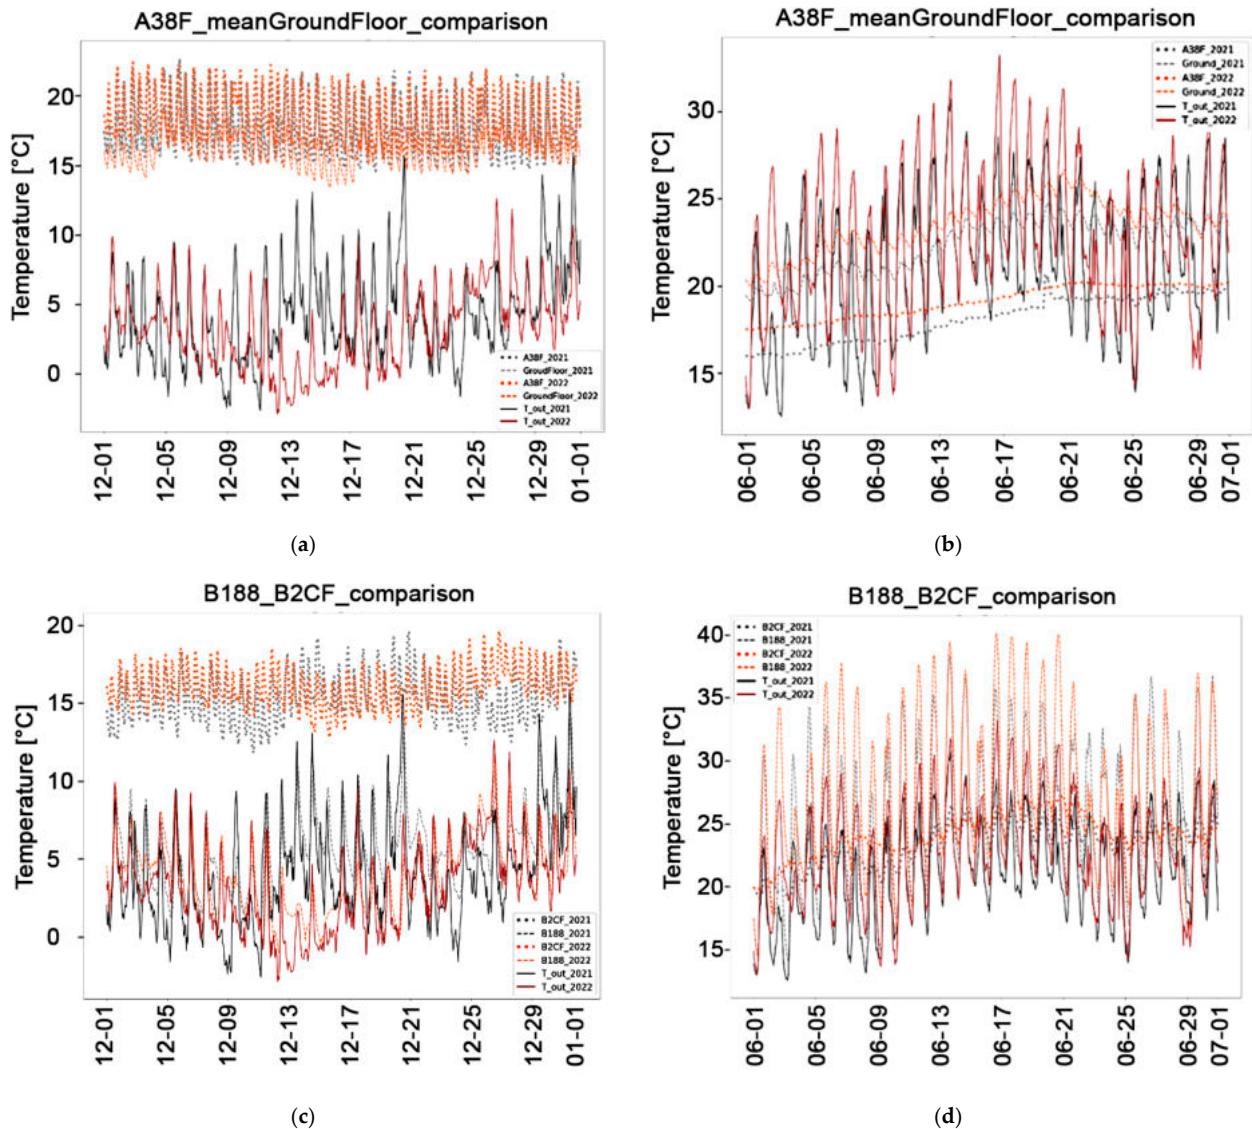 A38F_meanGroundFloor_comparison
Temperature [°C]
20
15
10
5
0
A38F_2021
GroudFloor_2021
A38F_2022
GroundFloor_2022
T_out_2021
T_out_2022
12-01
12-05
12-09
12-13
12-17
12-21
12-25
12-29
01-01
(a)
A38F_meanGroundFloor_comparison
Temperature [°C]
30
25
20
15
A38F_2021
Ground_2021
A38F_2022
Ground_2022
T_out_2021
T_out_2022
06-01
06-05
06-09
06-13
06-17
06-21
06-25
06-29
07-01
(b)
B188_B2CF_comparison
Temperature [°C]
20
15
10
5
0
B2CF_2021
B188_2021
B2CF_2022
B188_2022
T_out_2021
T_out_2022
12-01
12-05
12-09
12-13
12-17
12-21
12-25
12-29
01-01
(c)
B188_B2CF_comparison
Temperature [°C]
40
35
30
25
20
15
B2CF_2021
B188_2021
B2CF_2022
B188_2022
T_out_2021
T_out_2022
06-01
06-05
06-09
06-13
06-17
06-21
06-25
06-29
07-01
(d)